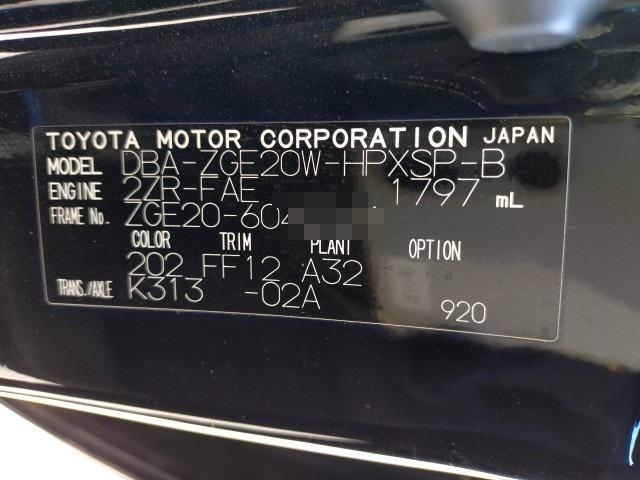 TOYOTA MOTOR CORPORATION JAPAN
MODEL DBA-ZGE20W-HPXSP-B
ENGINE 2ZR-FAE 1797 mL
FRAME No. ZGE20-604
COLOR TRIM PLANT OPTION
202 FF12 A32
TRANS./AXLE K313 -02A
920